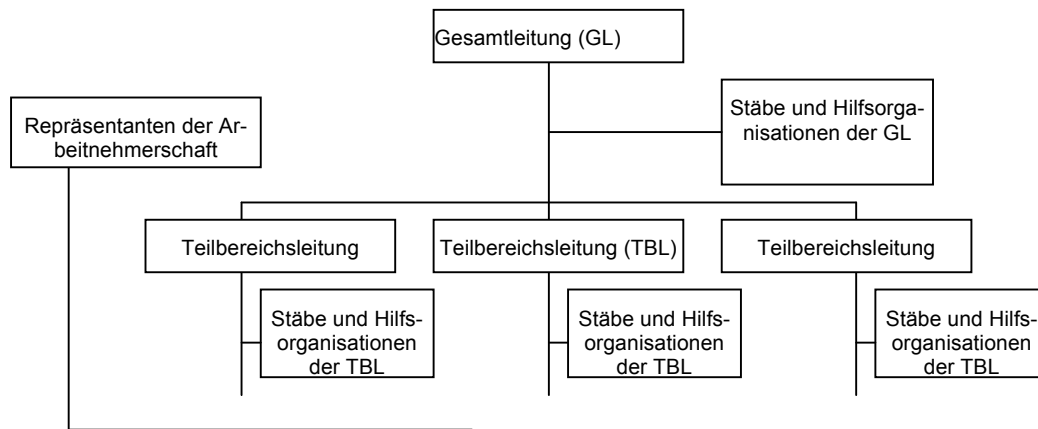 Gesamtleitung (GL)
Stäbe und Hilfsorga-
nisationen der GL
Repräsentanten der Ar-
beitnehmerschaft
Teilbereichsleitung
Teilbereichsleitung (TBL)
Teilbereichsleitung
Stäbe und Hilfs-
organisationen
der TBL
Stäbe und Hilfs-
organisationen
der TBL
Stäbe und Hilfs-
organisationen
der TBL